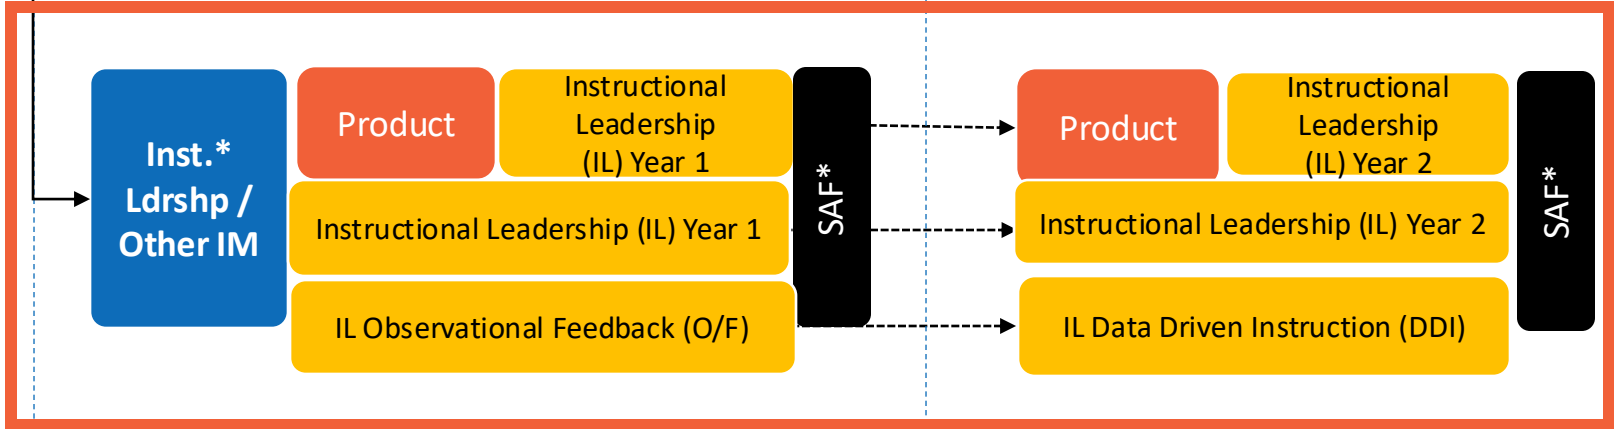 Inst.*
Ldrshp /
Other IM
Product
Instructional
Leadership
(IL) Year 1
Instructional Leadership (IL) Year 1
IL Observational Feedback (O/F)
SAF*
Product
Instructional
Leadership
(IL) Year 2
Instructional Leadership (IL) Year 2
IL Data Driven Instruction (DDI)
SAF*